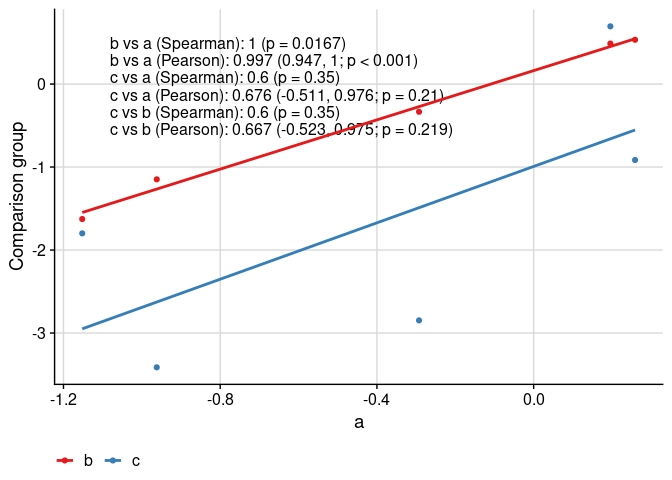 b vs a (Spearman): 1 (p = 0.0167)
b vs a (Pearson): 0.997 (0.947, 1; p < 0.001)
c vs a (Spearman): 0.6 (p = 0.35)
c vs a (Pearson): 0.676 (-0.511, 0.976; p = 0.21)
c vs b (Spearman): 0.6 (p = 0.35)
c vs b (Pearson): 0.667 (-0.523, 0.975; p = 0.219)
Comparison group
0
-1
-2
-3
-1.2 -0.8 -0.4 0.0
a
b c